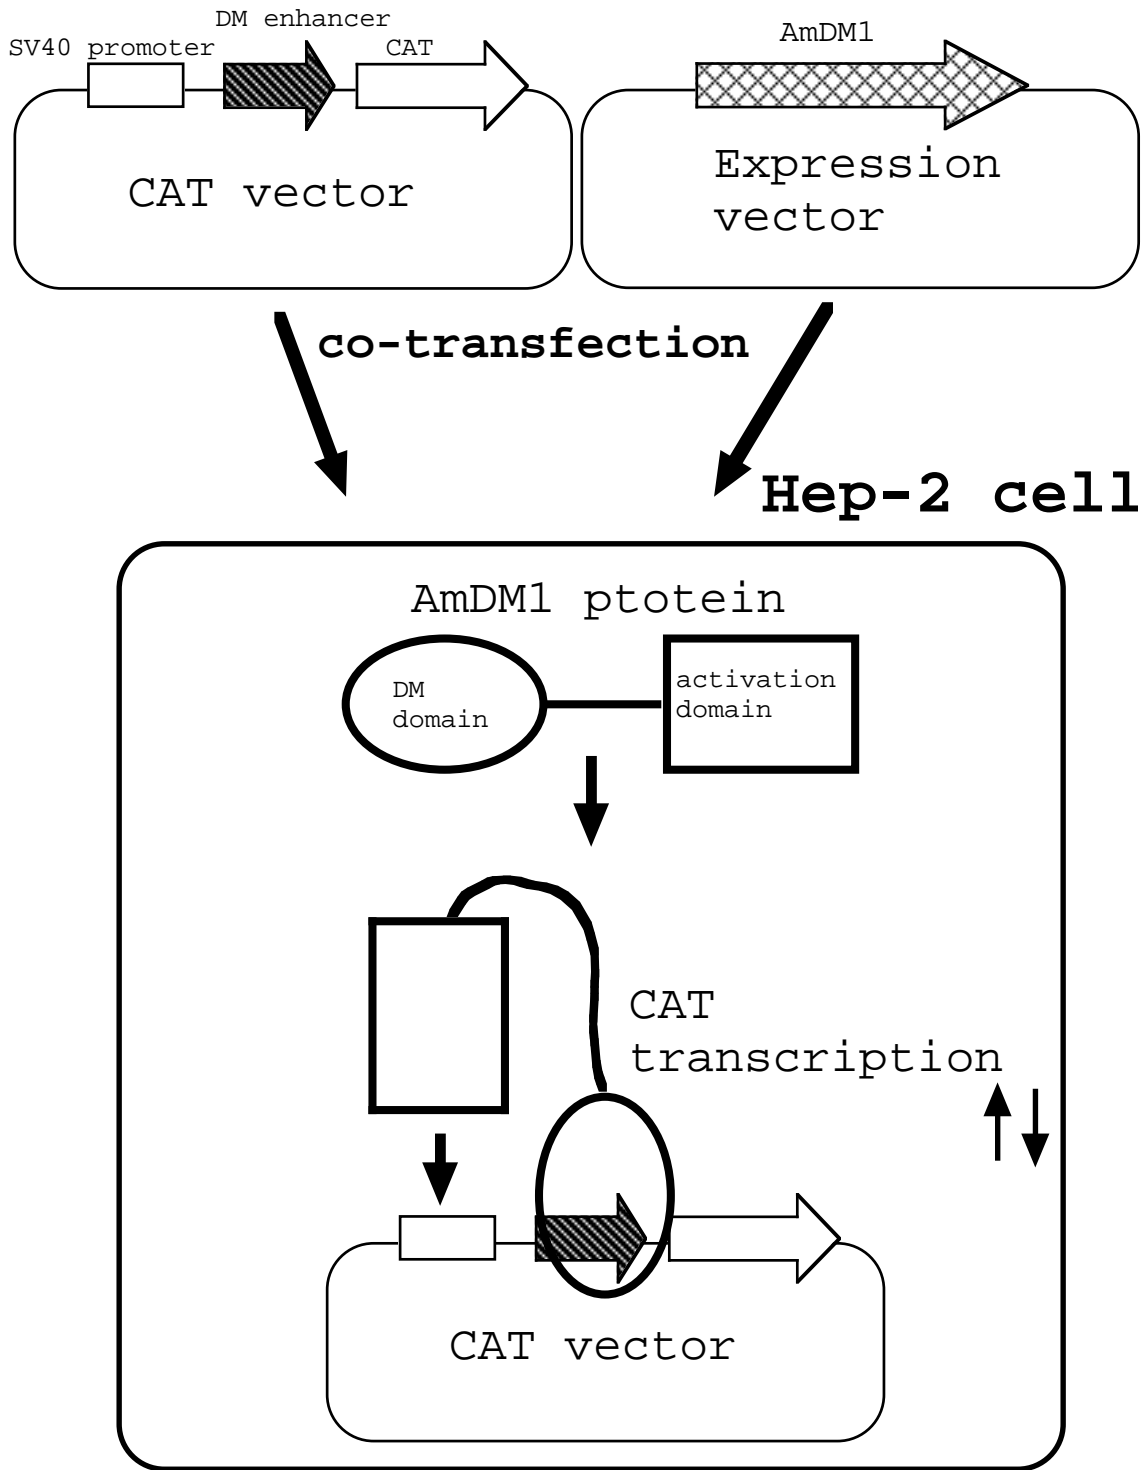 DM enhancer
SV40 promoter
CAT
AmDM1
CAT vector
Expression
vector
co-transfection
Hep-2 cell
AmDM1 ptotein
DM
domain
activation
domain
CAT
transcription
CAT vector